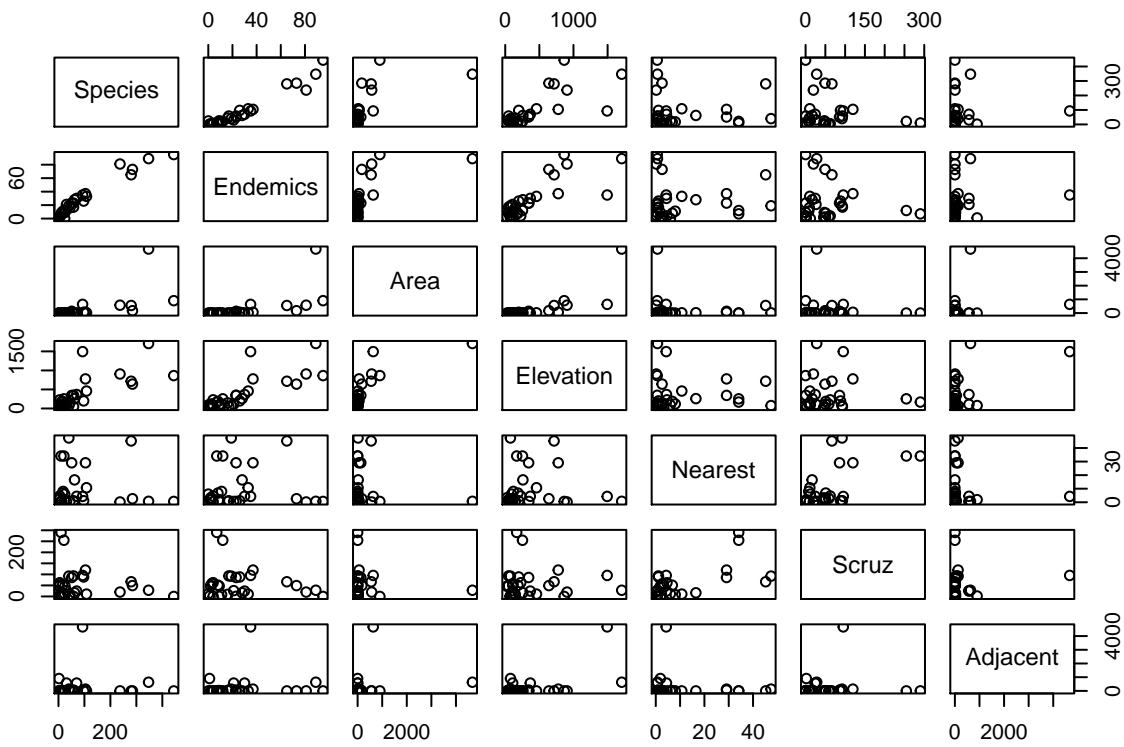 0 40 80 0 1000 0 150 300
Species 0 300
0 60 Endemics
Area 0 4000
0 1500 Elevation
Nearest 0 30
0 200 Scruz
Adjacent 0 4000
0 200 0 2000 0 20 40 0 2000